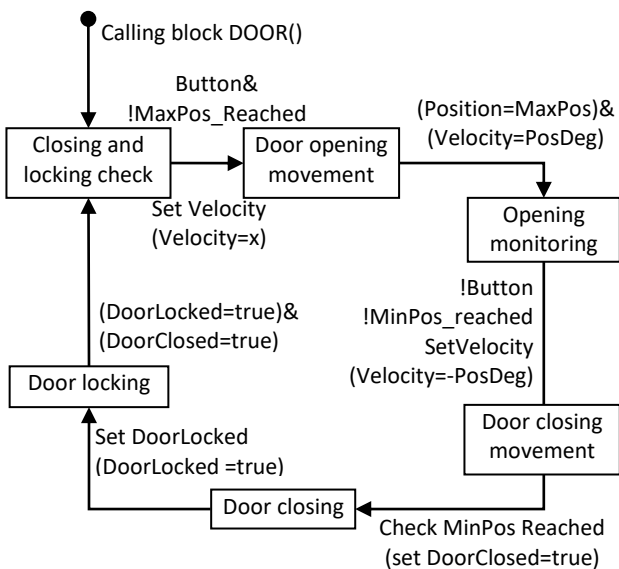 Calling block DOOR()
Button&
!MaxPos_Reached
(Position=MaxPos)&
(Velocity=PosDeg)
Closing and
locking check
Door opening
movement
Set Velocity
(Velocity=x)
Opening
monitoring
!Button
!MinPos_reached
SetVelocity
(Velocity=-PosDeg)
(DoorLocked=true)&
(DoorClosed=true)
Door locking
Door closing
movement
Set DoorLocked
(DoorLocked =true)
Door closing
Check MinPos Reached
(set DoorClosed=true)